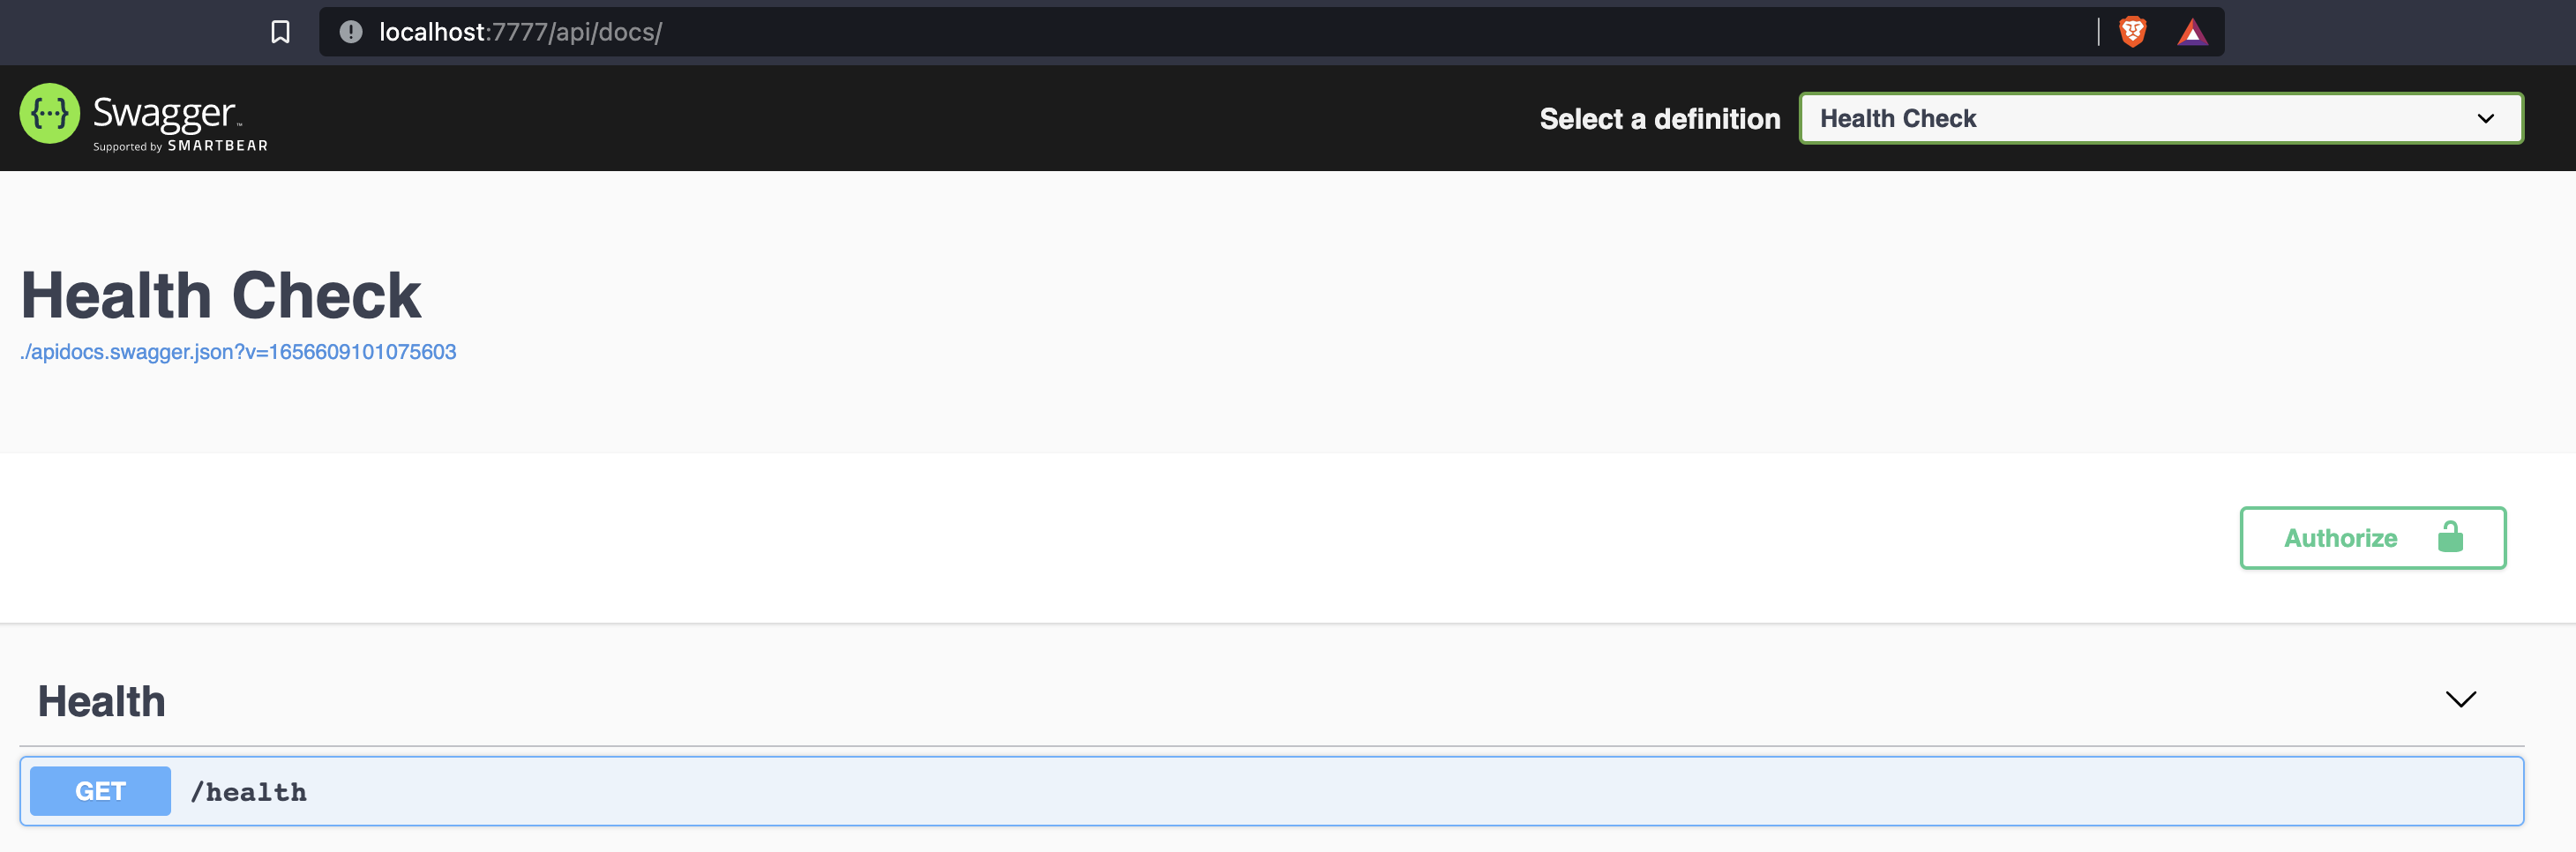 localhost:7777/api/docs/
{···} Swagger™
Supported by SMARTBEAR
Select a definition
Health Check
Health Check
./apidocs.swagger.json?v=1656609101075603
Authorize
Health
GET /health